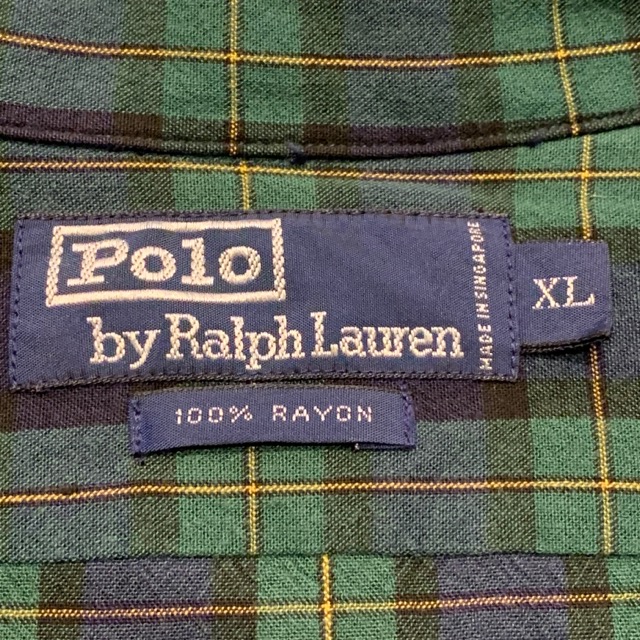 Polo
by Ralph Lauren
MADE IN SINGAPORE
XL
100% RAYON